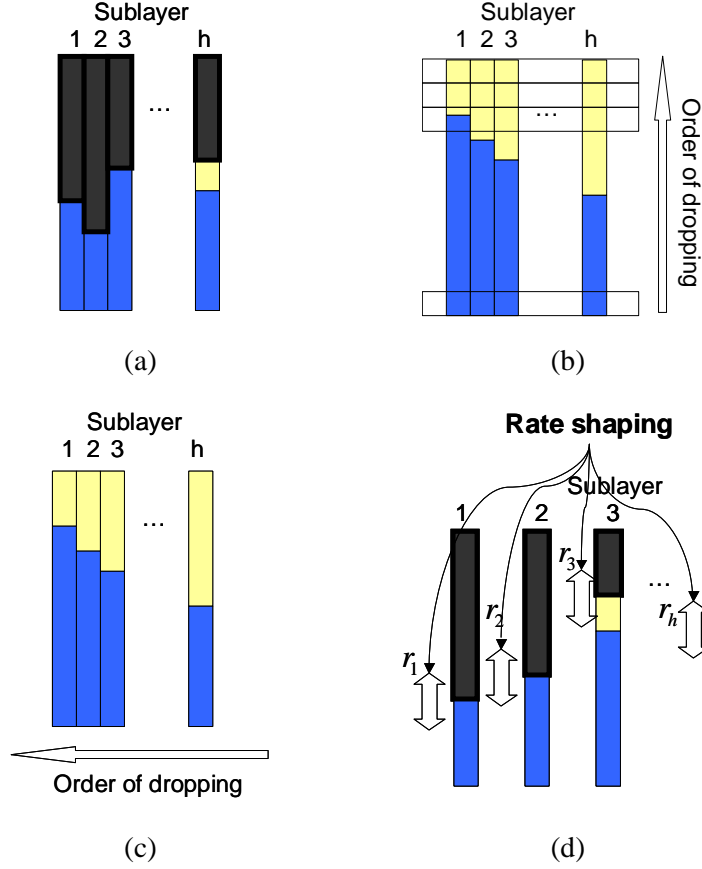 Sublayer
1 2 3 h
...
(a)
Sublayer
1 2 3 h
...
Order of dropping
(b)
Sublayer
1 2 3 h
...
Order of dropping
(c)
Rate shaping
Sublayer
1 2 3
...
r1 r2 r3 rh
(d)